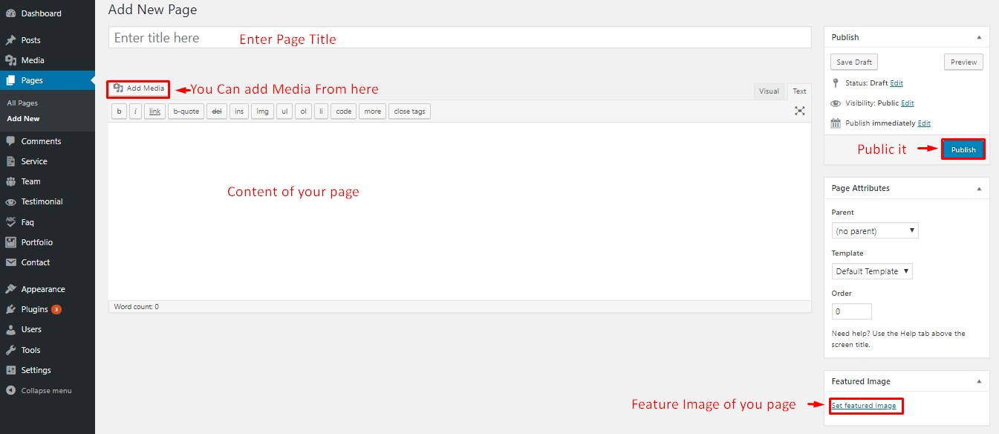 Dashboard
Posts
Media
Pages
All Pages
Add New
Comments
Service
Team
Testimonial
Faq
Portfolio
Contact
Appearance
Plugins 3
Users
Tools
Settings
Collapse menu
Add New Page
Enter title here Enter Page Title
Add Media You Can add Media From here
Visual Text
b i link b-quote del ins img ul ol li code more close tags
Content of your page
Word count: 0
Publish
Save Draft Preview
Status: Draft Edit
Visibility: Public Edit
Publish immediately Edit
Public it Publish
Page Attributes
Parent
(no parent)
Template
Default Template
Order
0
Need help? Use the Help tab above the
screen title.
Featured Image
Feature Image of you page Set featured image
ABC